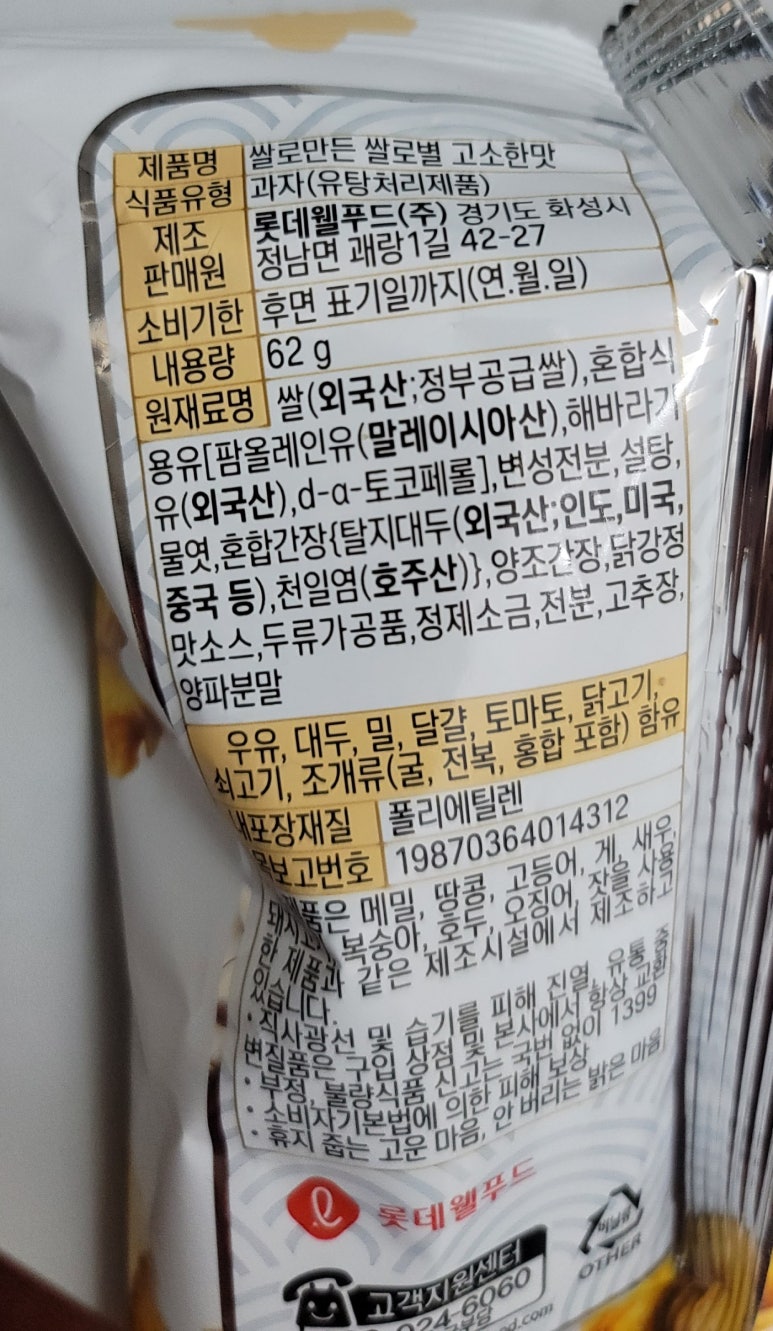 제품명 쌀로만든 쌀로별 고소한맛
식품유형 과자(유탕처리제품)
제조 롯데웰푸드(주) 경기도 화성시
판매원 정남면 괘랑1길 42-27
소비기한 후면 표기일까지(연.월.일)
내용량 62 g
원재료명 쌀(외국산;정부공급쌀),혼합식
용유[팜올레인유(말레이시아산),해바라기
유(외국산),d-α-토코페롤],변성전분,설탕,
물엿,혼합간장{탈지대두(외국산;인도,미국,
중국 등),천일염(호주산)},양조간장,닭강정
맛소스,두류가공품,정제소금,전분,고추장,
양파분말
우유, 대두, 밀, 달걀, 토마토, 닭고기,
쇠고기, 조개류(굴, 전복, 홍합 포함) 함유
내포장재질 폴리에틸렌
보고번호 19870364014312
품은 메밀, 땅콩, 고등어, 게, 새우,
복숭아, 호두, 오징어, 잣을 사용
한 제품과 같은 제조시설에서 제조하고
있습니다.
·직사광선 및 습기를 피해 진열, 유통 중
변질품은 구입 상점 및 본사에서 항상 교환
·부정, 불량식품 신고는 국번 없이 1399
·소비자기본법에 의한 피해 보상
·휴지 줍는 고운 마음, 안 버리는 밝은 마음
롯데웰푸드
비닐류
OTHER
고객지원센터
024-6060